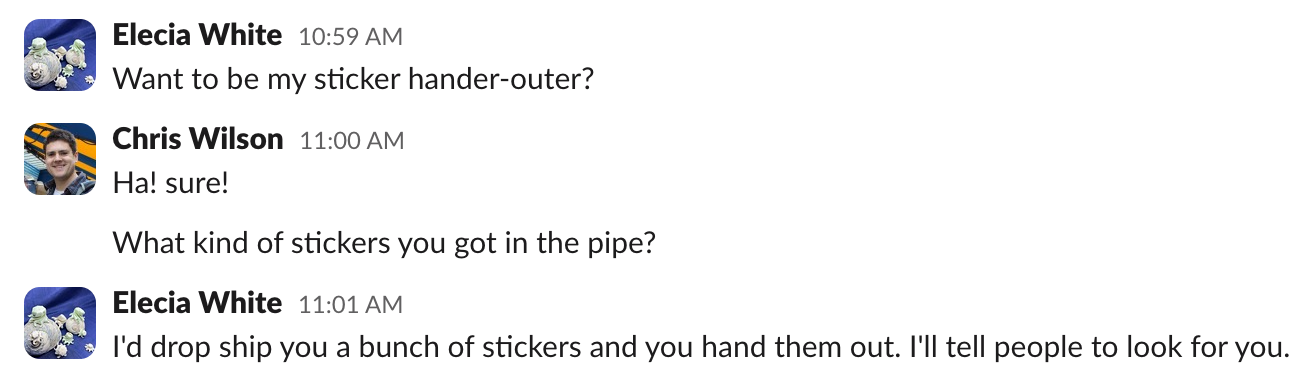 Elecia White 10:59 AM
Want to be my sticker hander-outer?
Chris Wilson 11:00 AM
Ha! sure!
What kind of stickers you got in the pipe?
Elecia White 11:01 AM
I'd drop ship you a bunch of stickers and you hand them out. I'll tell people to look for you.